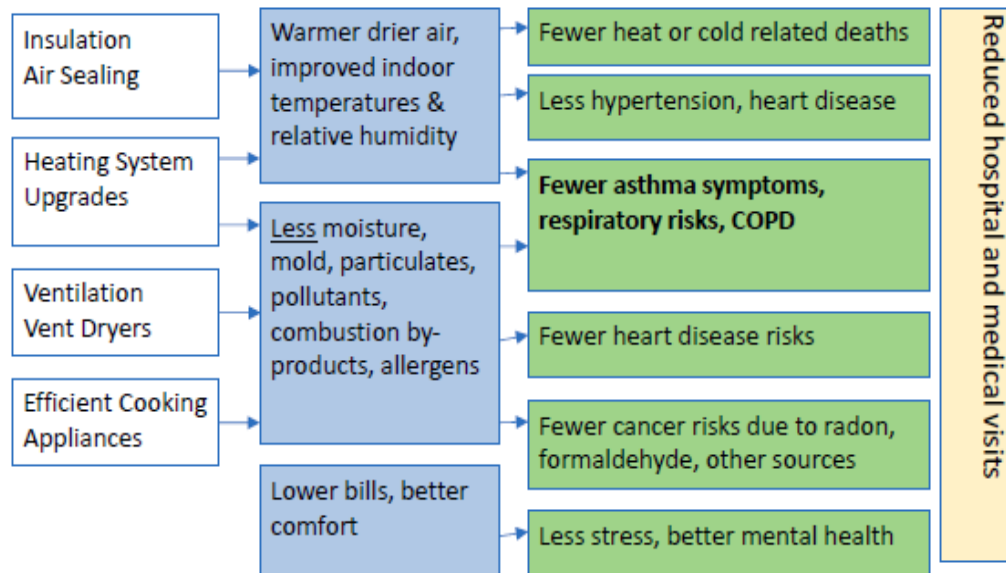 Insulation
Air Sealing
Heating System
Upgrades
Ventilation
Vent Dryers
Efficient Cooking
Appliances
Warmer drier air,
improved indoor
temperatures &
relative humidity
Less moisture,
mold, particulates,
pollutants,
combustion by-
products, allergens
Lower bills, better
comfort
Fewer heat or cold related deaths
Less hypertension, heart disease
Fewer asthma symptoms,
respiratory risks, COPD
Fewer heart disease risks
Fewer cancer risks due to radon,
formaldehyde, other sources
Less stress, better mental health
Reduced hospital and medical visits